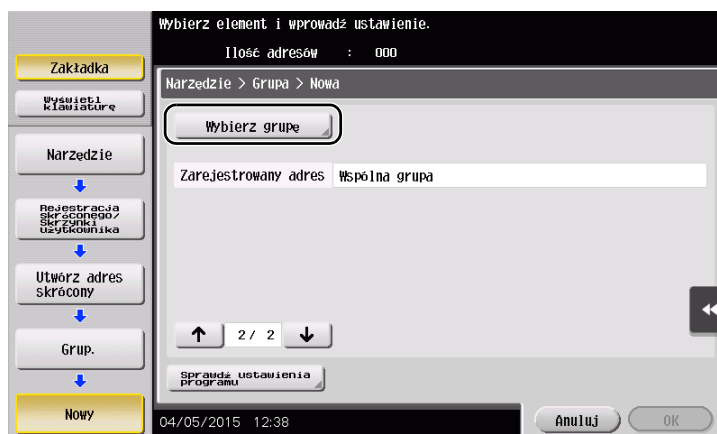 Wybierz element i wprowadź ustawienie.
Ilość adresów : 000
Zakładka
Wyświetl
klawiaturę
Narzędzie
Rejestracja
skróconego/
Skrzynki
użytkownika
Utwórz adres
skrócony
Grup.
Nowy
Narzędzie > Grupa > Nowa
Wybierz grupę
Zarejestrowany adres Wspólna grupa
2/ 2
Sprawdź ustawienia
programu
04/05/2015 12:38
Anuluj
OK